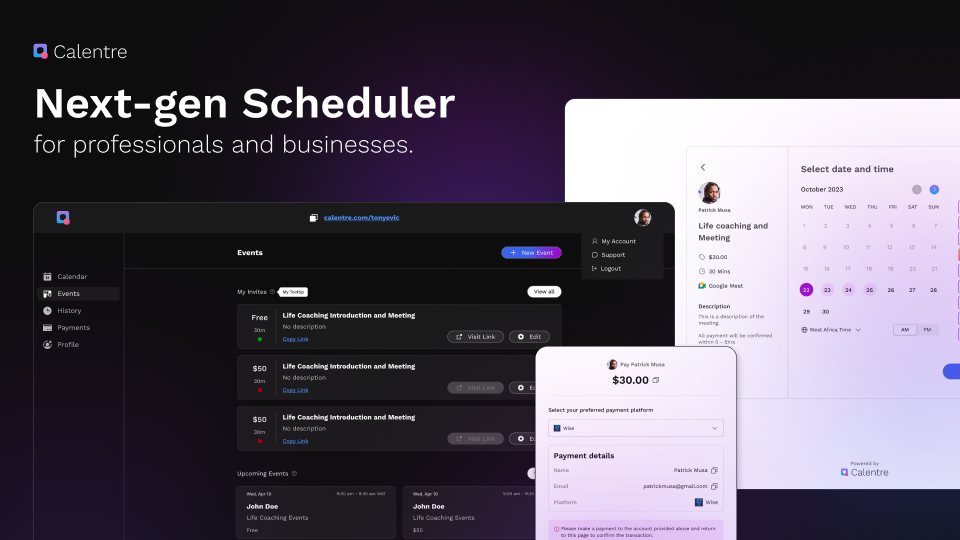 Calentre
Next-gen Scheduler
for professionals and businesses.
calentre.com/tonyevic
My Account
Support
Logout
Calendar
Events
History
Payments
Profile
Events
+ New Event
My Invites
My Tooltip
View all
Free
30m
Life Coaching Introduction and Meeting
No description
Copy Link
Visit Link
Edit
$50
30m
Life Coaching Introduction and Meeting
No description
Copy Link
Visit Link
$50
30m
Life Coaching Introduction and Meeting
No description
Copy Link
Visit Link
Upcoming Events
Wed, Apr 10
9:00 am - 9:30 am WAT
John Doe
Life Coaching Events
Free
Wed, Apr 10
9:00 am - 9:30
John Doe
Life Coaching Events
$50
Pay Patrick Musa
$30.00
Select your preferred payment platform
Wise
Payment details
Name
Patrick Musa
Email
patrickmusa@gmail.com
Platform
Wise
Please make a payment to the account provided above and return
to this page to confirm the transaction.
Patrick Musa
Life coaching and
Meeting
$30.00
30 Mins
Google Meet
Description
This is a description of the
meeting.
All payment will be confirmed
within 0 - 5hrs
Select date and time
October 2023
MON TUE WED THU FRI SAT SUN
1 2 3 4 5 6 7
8 9 10 11 12 13 14
15 16 17 18 19 20 21
22 23 24 25 26 27 28
29 30
West Africa Time
AM PM
Powered by
Calentre